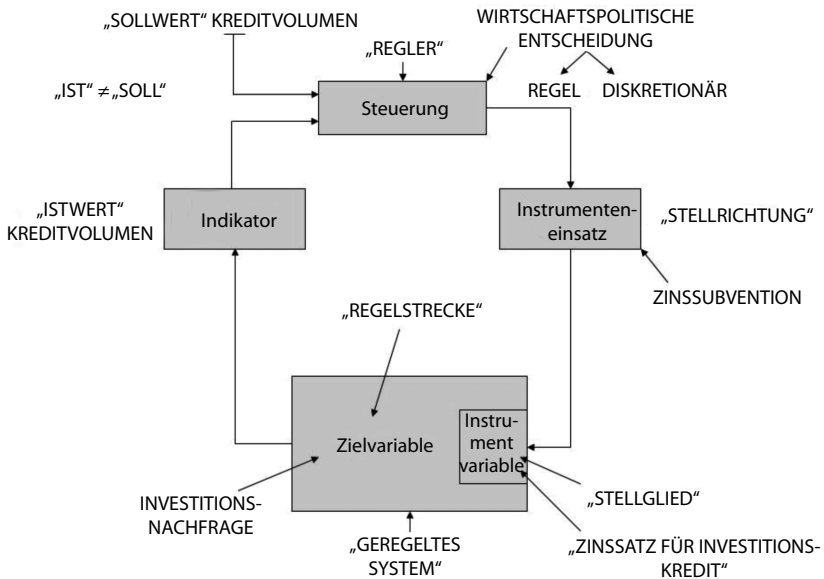 „SOLLWERT“ KREDITVOLUMEN
WIRTSCHAFTSPOLITISCHE
ENTSCHEIDUNG
„REGLER“
„IST“ ≠ „SOLL“
REGEL
DISKRETIONÄR
Steuerung
„ISTWERT“
KREDITVOLUMEN
Indikator
Instrumenten-
einsatz
„STELLRICHTUNG“
ZINSSUBVENTION
„REGELSTRECKE“
Zielvariable
Instru-
ment
variable
INVESTITIONS-
NACHFRAGE
„STELLGLIED“
„GEREGELTES
SYSTEM“
„ZINSSATZ FÜR INVESTITIONS-
KREDIT“